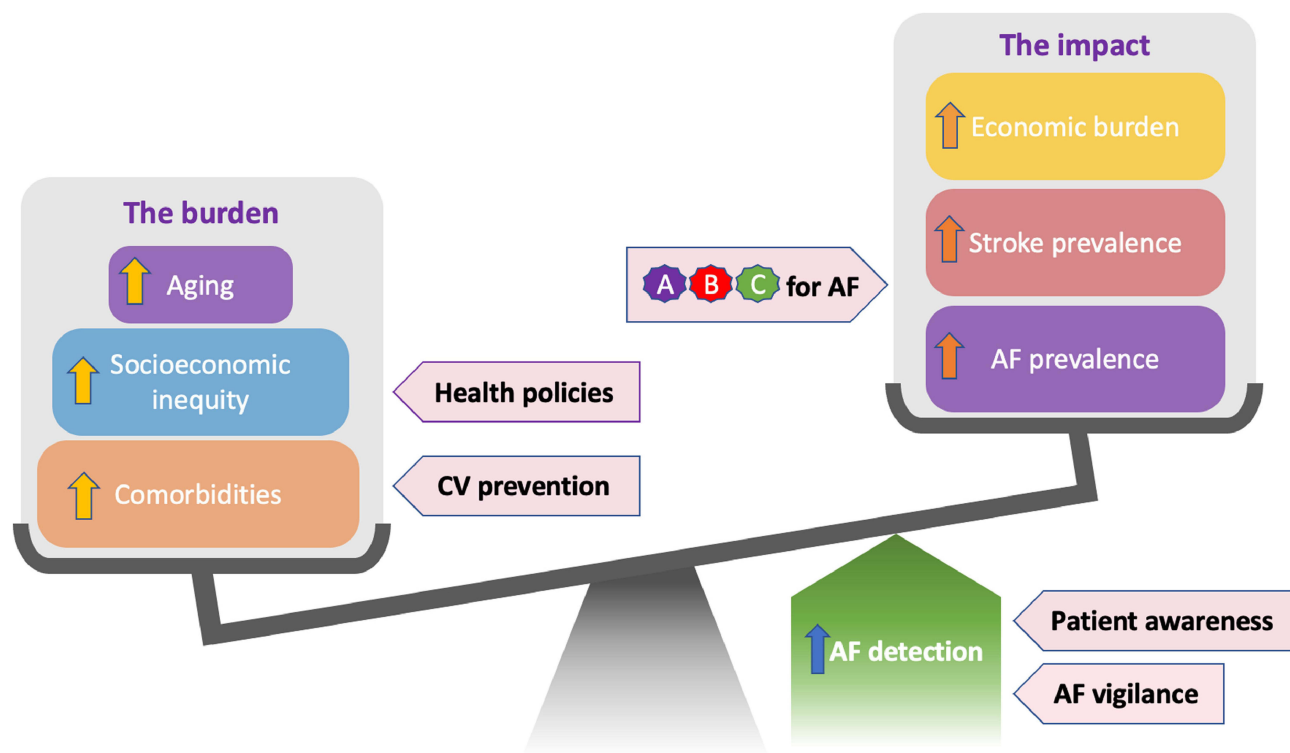 The impact
Economic burden
Stroke prevalence
AF prevalence
The burden
Aging
Socioeconomic
inequity
Comorbidities
A B C for AF
Health policies
CV prevention
AF detection
Patient awareness
AF vigilance